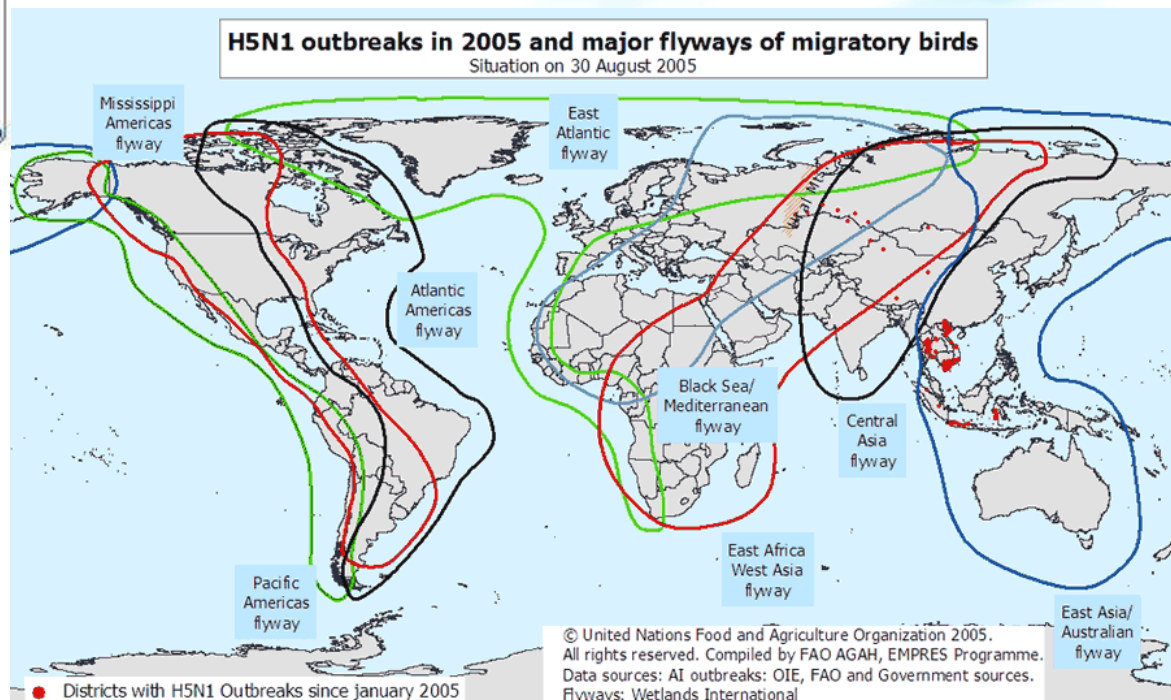 H5N1 outbreaks in 2005 and major flyways of migratory birds
Situation on 30 August 2005
Mississippi
Americas
flyway
East
Atlantic
flyway
Atlantic
Americas
flyway
Black Sea/
Mediterranean
flyway
Central
Asia
flyway
East Africa
West Asia
flyway
Pacific
Americas
flyway
East Asia/
Australian
flyway
© United Nations Food and Agriculture Organization 2005.
All rights reserved. Compiled by FAO AGAH, EMPRES Programme.
Data sources: AI outbreaks: OIE, FAO and Government sources.
Flyways: Wetlands International
Districts with H5N1 Outbreaks since january 2005